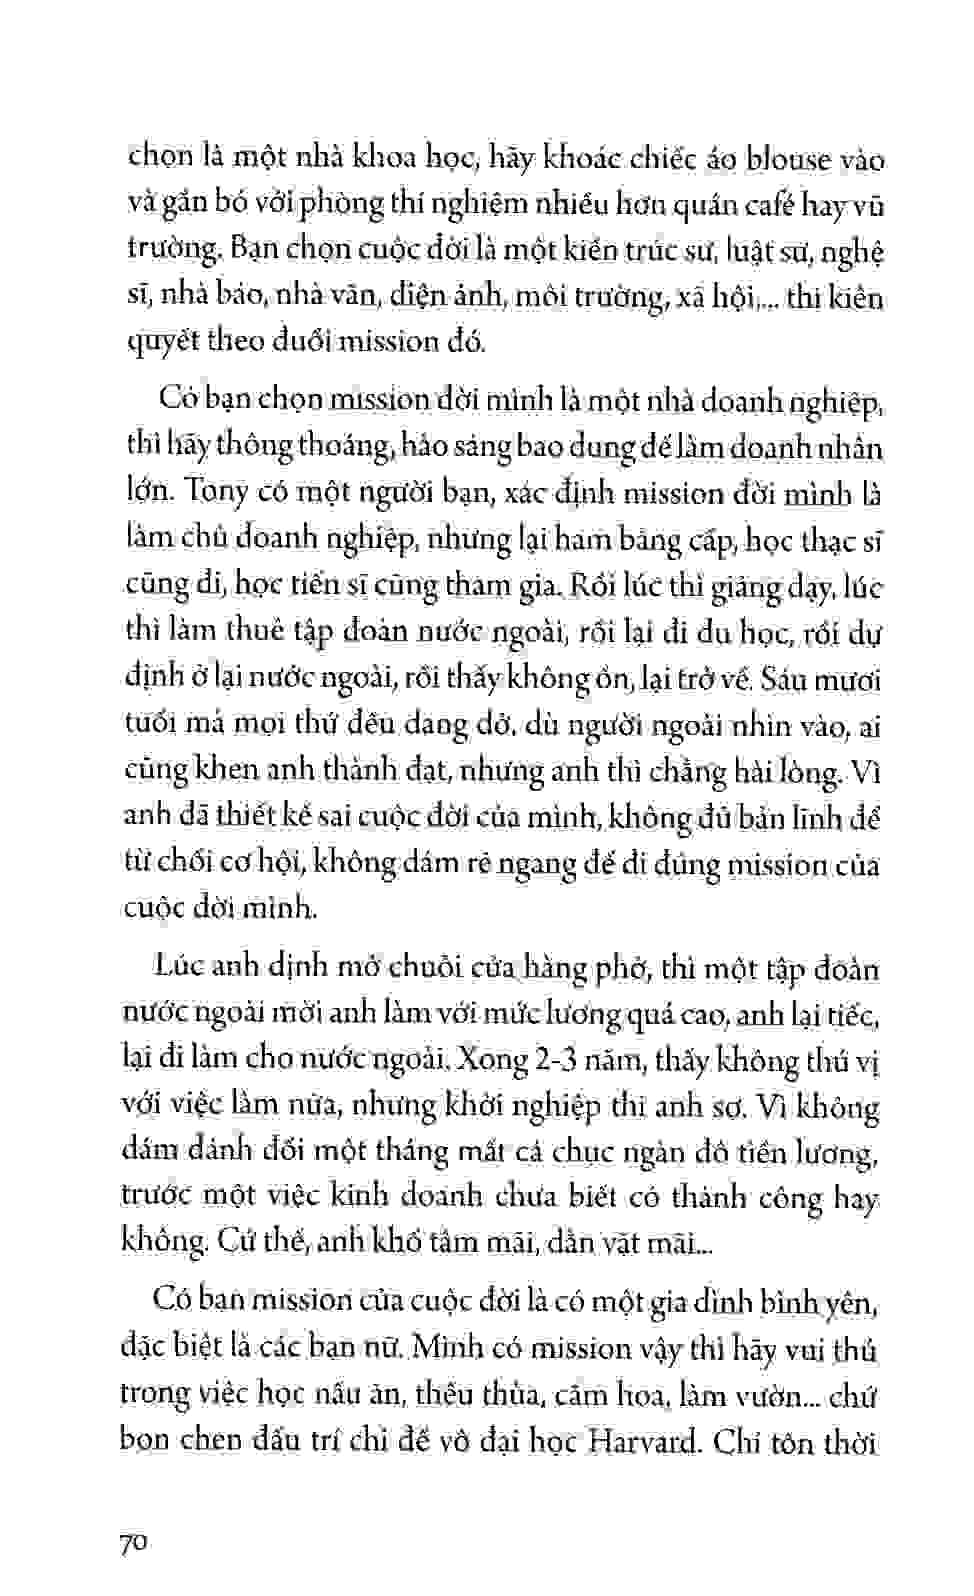 chọn là một nhà khoa học, hãy khoác chiếc áo blouse vào
và gắn bó với phòng thí nghiệm nhiều hơn quán café hay vũ
trường. Bạn chọn cuộc đời là một kiến trúc sư, luật sư, nghệ
sĩ, nhà báo, nhà văn, diện ảnh, môi trường, xã hội,... thì kiên
quyết theo đuổi mission đó.
Có bạn chọn mission đời mình là một nhà doanh nghiệp,
thì hãy thông thoáng, hào sảng bao dung để làm doanh nhân
lớn. Tony có một người bạn, xác định mission đời mình là
làm chủ doanh nghiệp, nhưng lại ham bằng cấp, học thạc sĩ
cũng đi, học tiến sĩ cũng tham gia. Rồi lúc thì giảng dạy, lúc
thì làm thuê tập đoàn nước ngoài, rồi lại đi du học, rồi dự
định ở lại nước ngoài, rồi thấy không ổn, lại trở về. Sáu mươi
tuổi mà mọi thứ đều dang dở, dù người ngoài nhìn vào, ai
cũng khen anh thành đạt, nhưng anh thì chẳng hài lòng. Vì
anh đã thiết kế sai cuộc đời của mình, không đủ bản lĩnh để
từ chối cơ hội, không dám rẽ ngang để đi đúng mission của
cuộc đời mình.
Lúc anh định mở chuỗi cửa hàng phở, thì một tập đoàn
nước ngoài mời anh làm với mức lương quá cao, anh lại tiếc,
lại đi làm cho nước ngoài. Xong 2-3 năm, thấy không thú vị
với việc làm nữa, nhưng khởi nghiệp thì anh sợ. Vì không
dám đánh đổi một tháng mất cả chục ngàn đô tiền lương,
trước một việc kinh doanh chưa biết có thành công hay
không. Cứ thế, anh khổ tâm mãi, dằn vặt mãi...
Có bạn mission của cuộc đời là có một gia đình bình yên,
đặc biệt là các bạn nữ. Mình có mission vậy thì hãy vui thú
trong việc học nấu ăn, thêu thùa, cắm hoa, làm vườn... chứ
bon chen đấu trí chi để vô đại học Harvard. Chỉ tốn thời
70